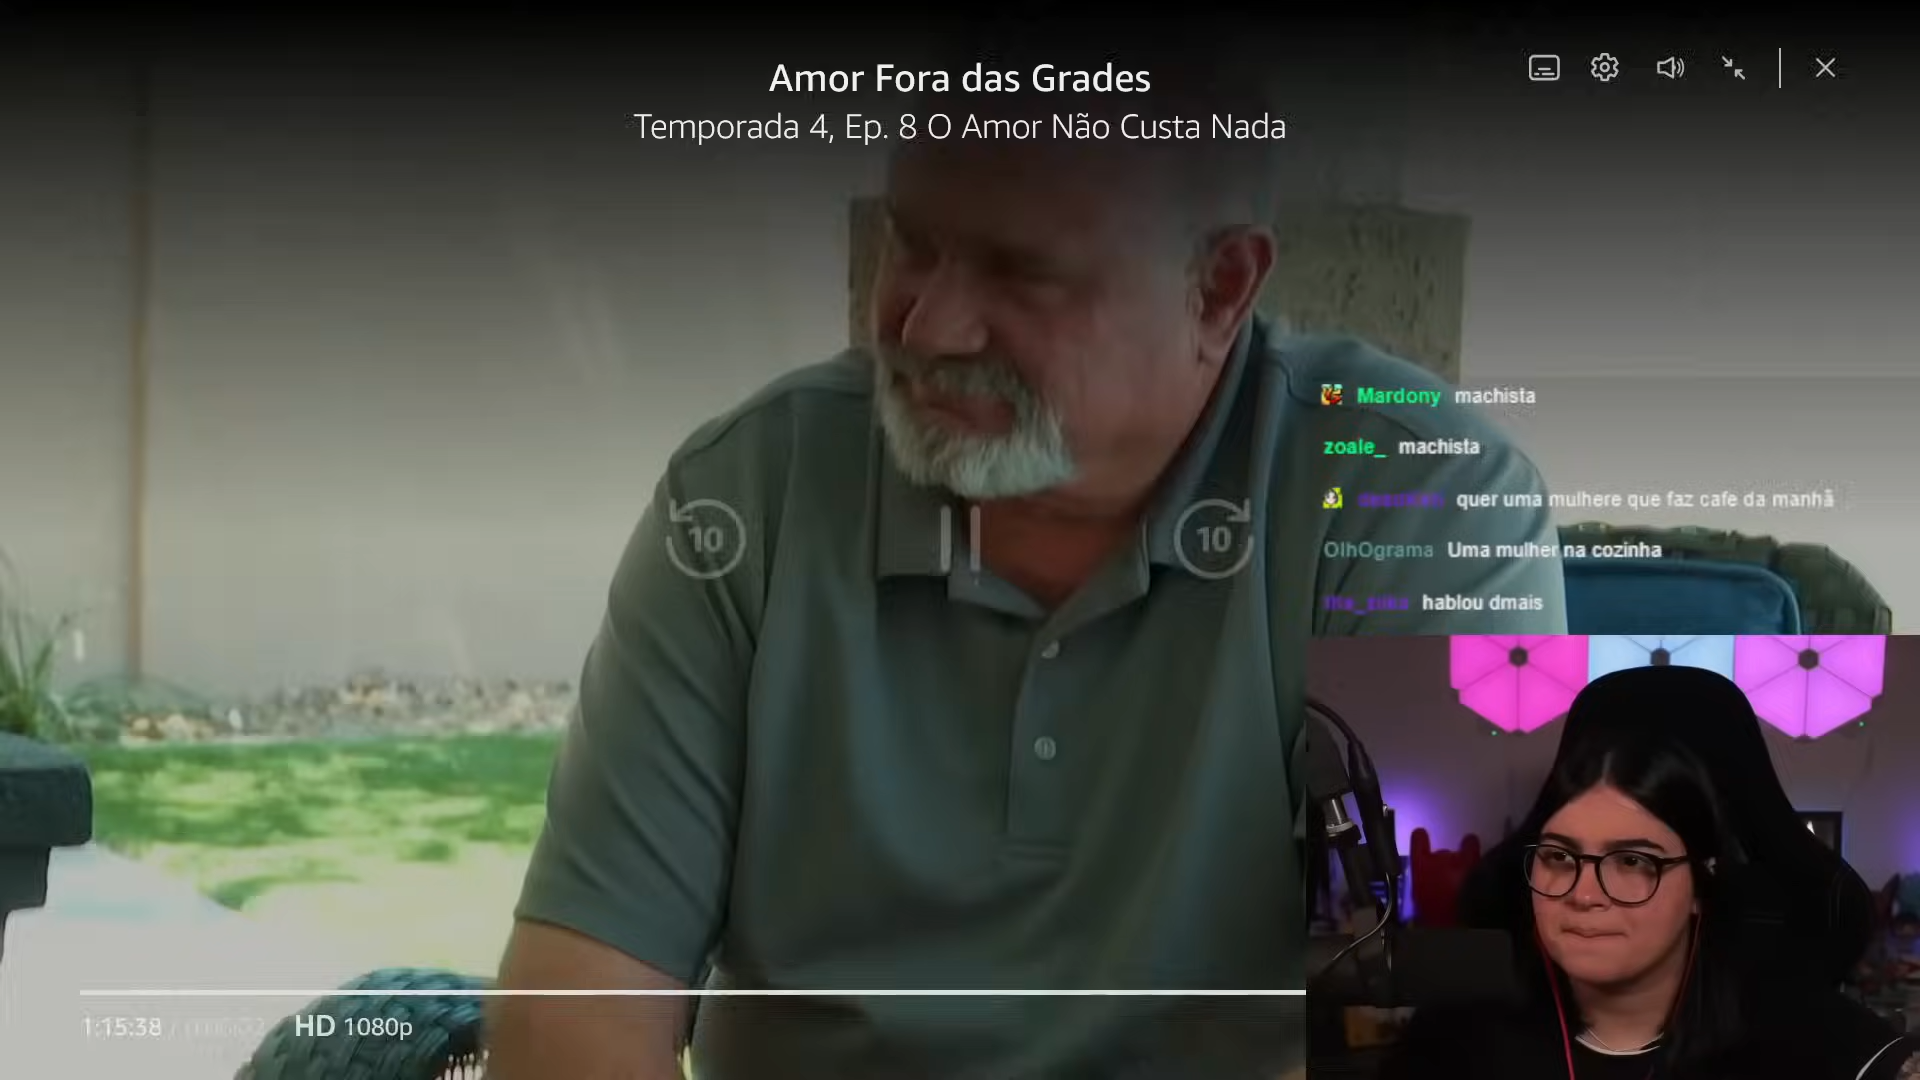 Amor Fora das Grades
Temporada 4, Ep. 8 O Amor Não Custa Nada
Mardony machista
zoale_ machista
quer uma mulhere que faz cafe da manhã
OlhOgrama Uma mulher na cozinha
hablou dmais
10
10
1:15:38
HD 1080p